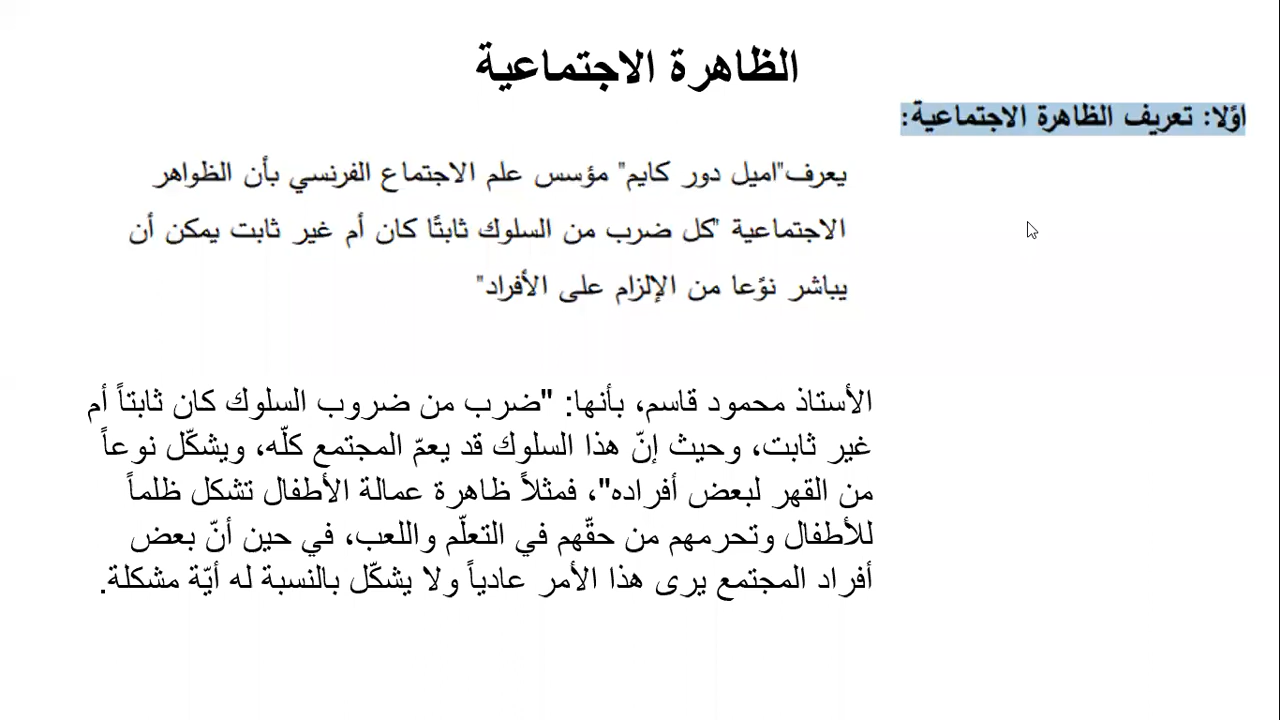 الظاهرة الاجتماعية
اوًلا: تعريف الظاهرة الاجتماعية:
يعرف"اميل دور كايم" مؤسس علم الاجتماع الفرنسي بأن الظواهر
الاجتماعية "كل ضرب من السلوك ثابتًا كان أم غير ثابت يمكن أن
يباشر نوًعا من الإلزام على الأفراد"
الأستاذ محمود قاسم، بأنها: "ضرب من ضروب السلوك كان ثابتاً أم
غير ثابت، وحيث إنّ هذا السلوك قد يعمّ المجتمع كلّه، ويشكّل نوعاً
من القهر لبعض أفراده"، فمثلاً ظاهرة عمالة الأطفال تشكل ظلماً
للأطفال وتحرمهم من حقّهم في التعلّم واللعب، في حين أنّ بعض
أفراد المجتمع يرى هذا الأمر عادياً ولا يشكّل بالنسبة له أيّة مشكلة.